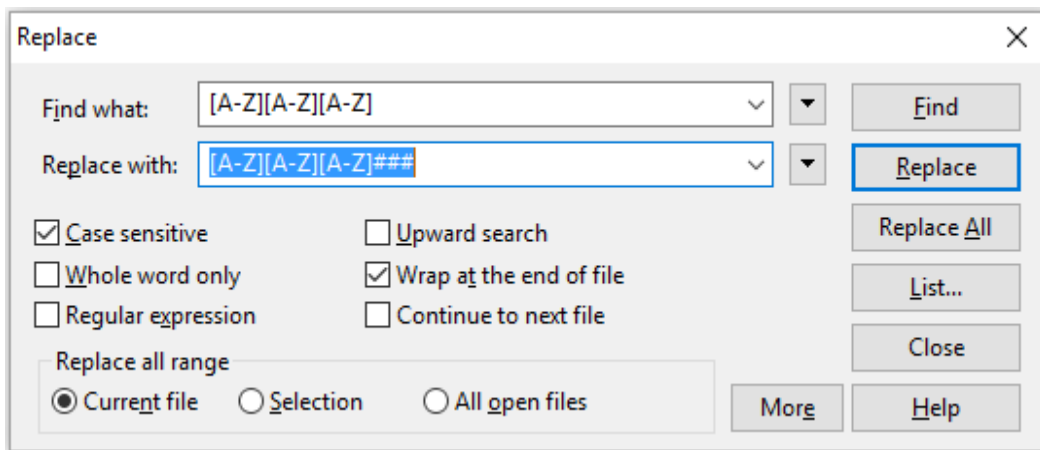 Replace
Find what: [A-Z][A-Z][A-Z] Find
Replace with: [A-Z][A-Z][A-Z]### Replace
Case sensitive Upward search Replace All
Whole word only Wrap at the end of file List...
Regular expression Continue to next file
Close
Replace all range
Current file Selection All open files More Help